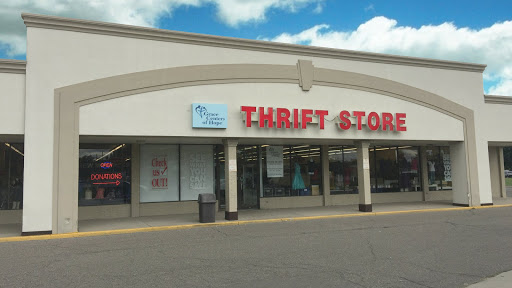 Grace
Centers
of Hope
THRIFT STORE
OPEN
DONATIONS
Check
us
OUT!